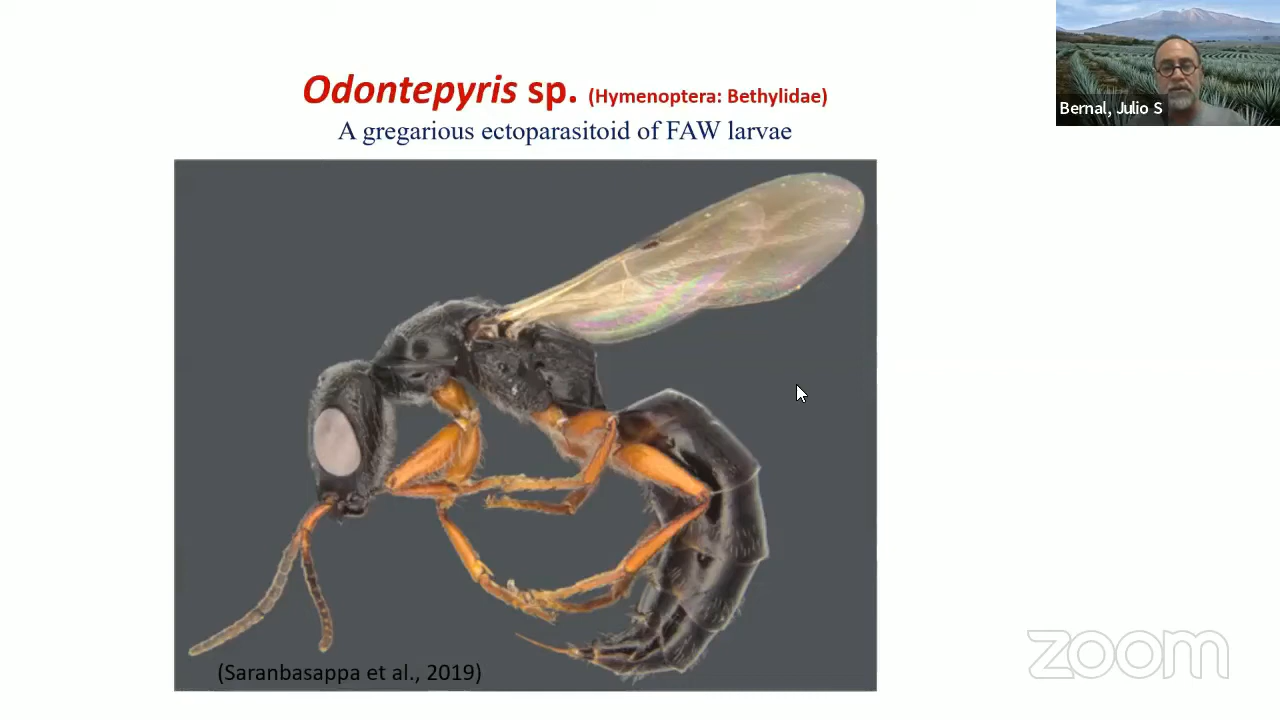 Odontepyris sp. (Hymenoptera: Bethylidae)
A gregarious ectoparasitoid of FAW larvae
Bernal, Julio S
(Saranbasappa et al., 2019)
zoom